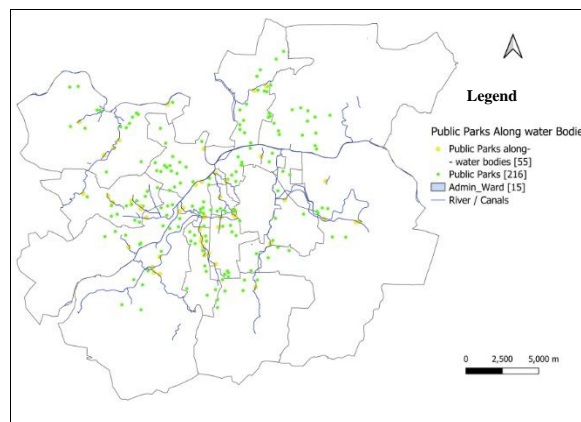 Legend
Public Parks Along water Bodie
Public Parks along-
- water bodies [55]
Public Parks [216]
Admin_Ward [15]
River / Canals
0 2,500 5,000 m